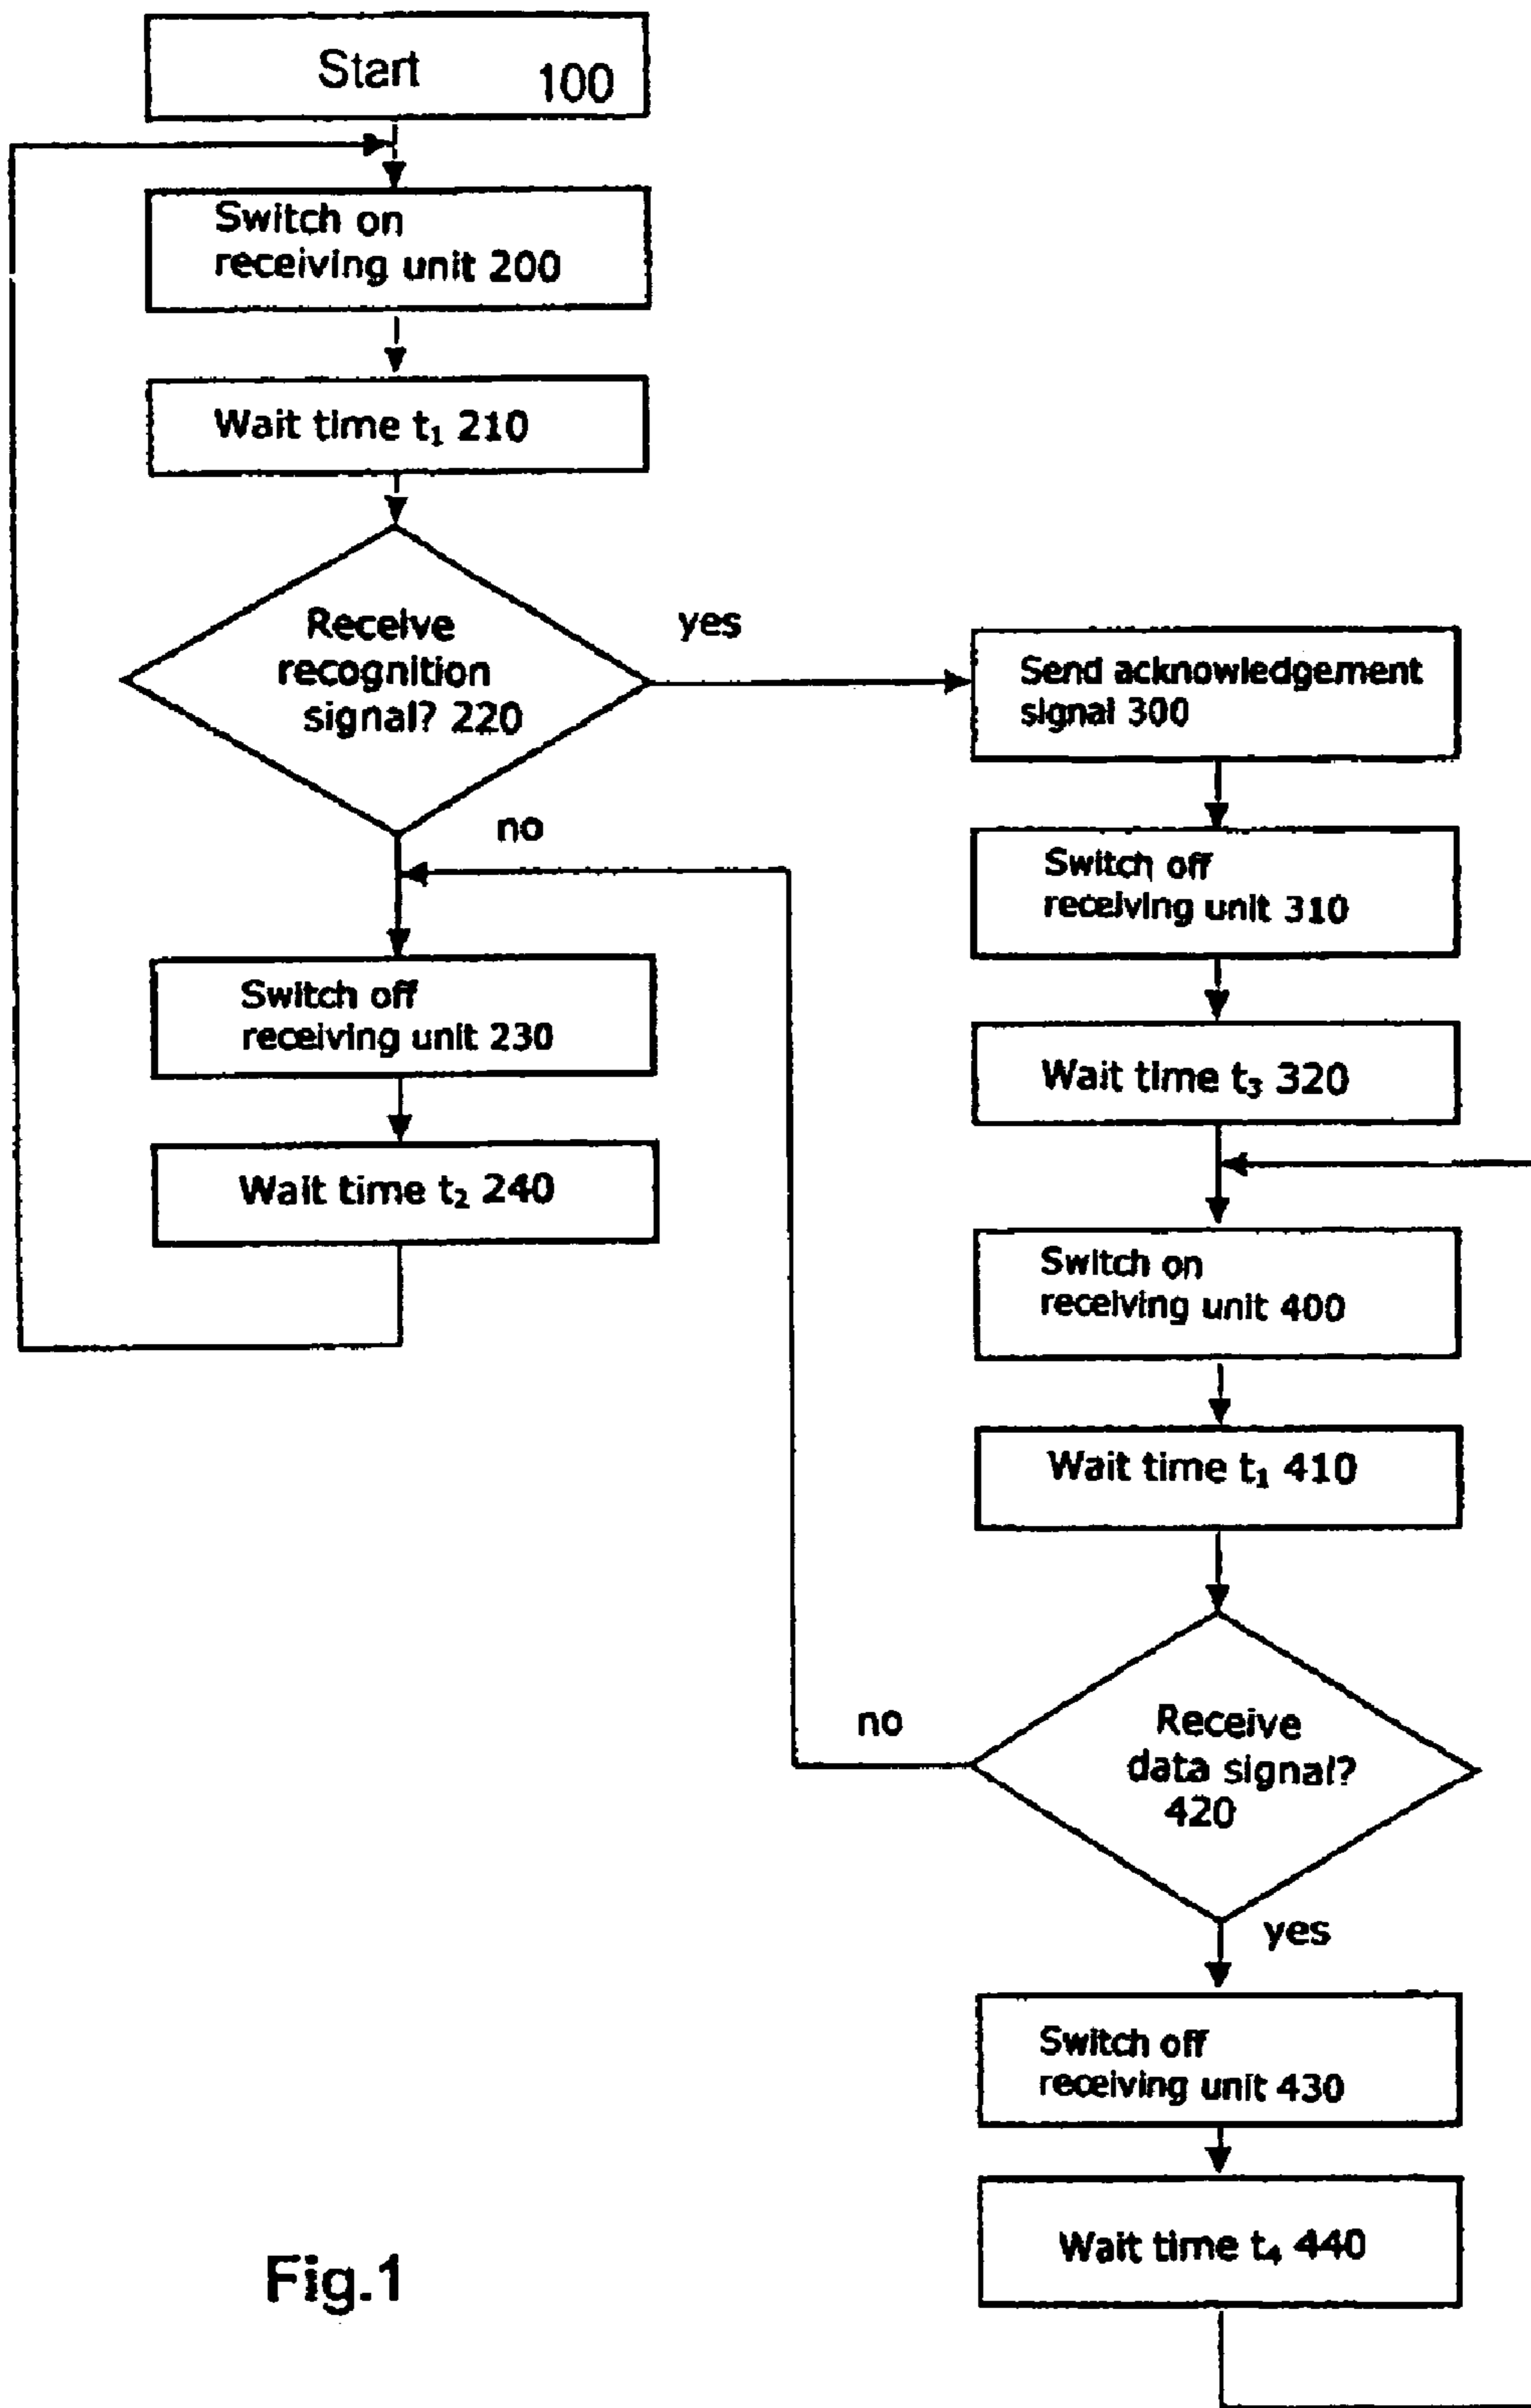 Start 100
Switch on
receiving unit 200
Wait time t₁ 210
Receive
recognition
signal? 220
yes
no
Switch off
receiving unit 230
Wait time t₂ 240
Send acknowledgement
signal 300
Switch off
receiving unit 310
Wait time t₃ 320
Switch on
receiving unit 400
Wait time t₁ 410
Receive
data signal?
420
no
yes
Switch off
receiving unit 430
Wait time t₄ 440
Fig.1